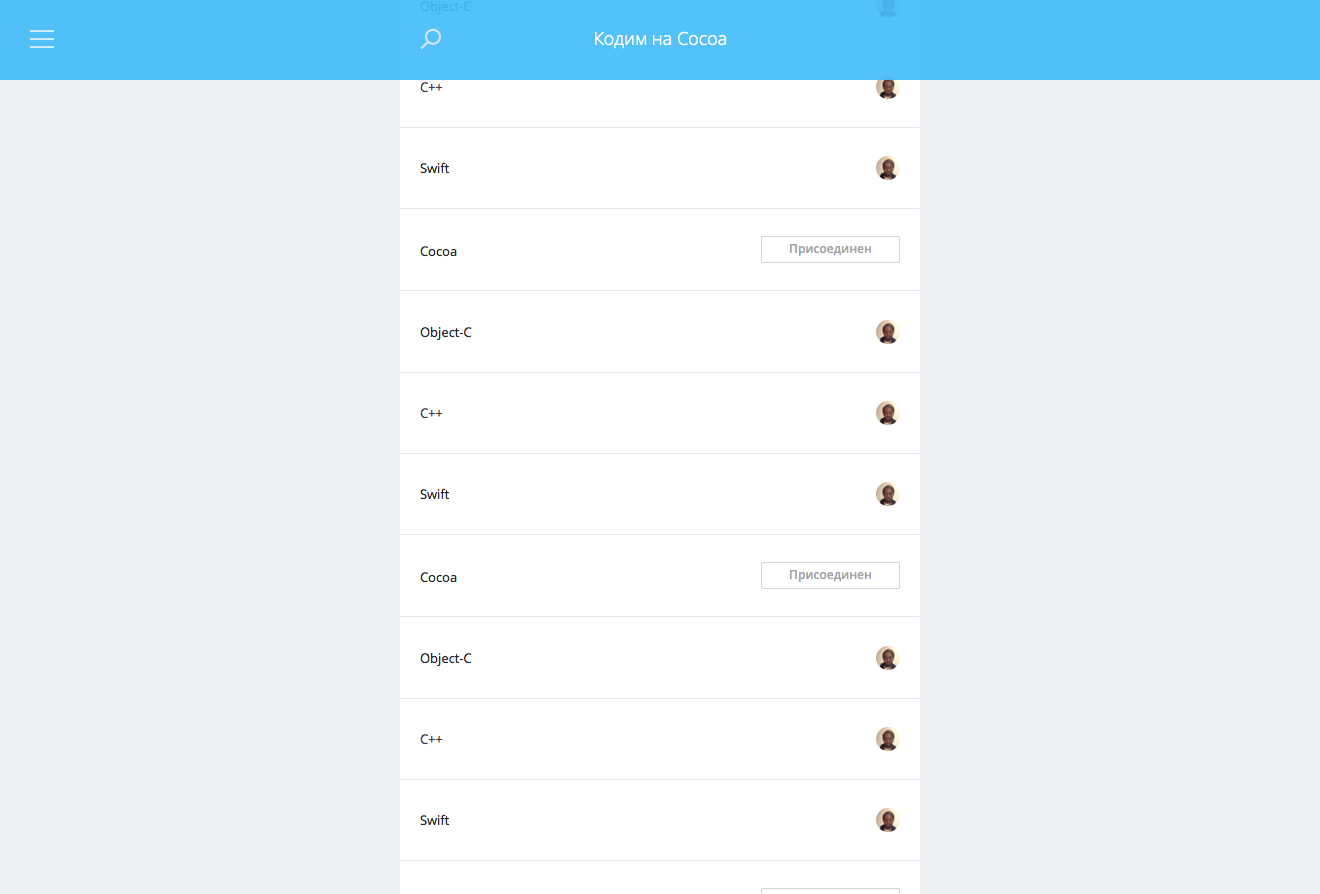 Object-C
Кодим на Cocoa
C++
Swift
Cocoa Присоединен
Object-C
C++
Swift
Cocoa Присоединен
Object-C
C++
Swift